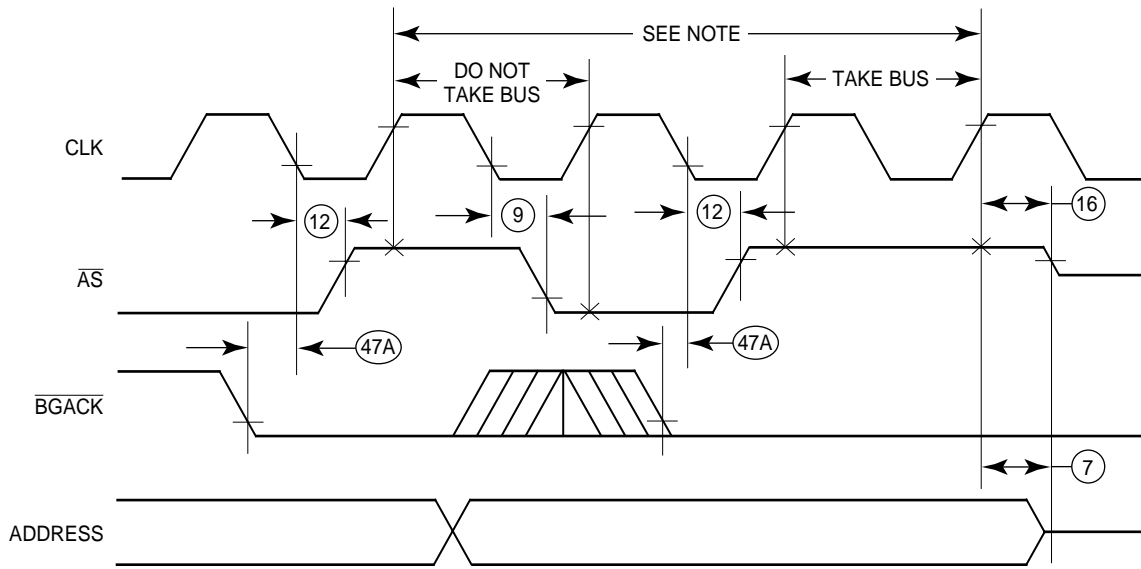 SEE NOTE
DO NOT
TAKE BUS
TAKE BUS
CLK
12
9
12
16
AS
47A
47A
BGACK
7
ADDRESS